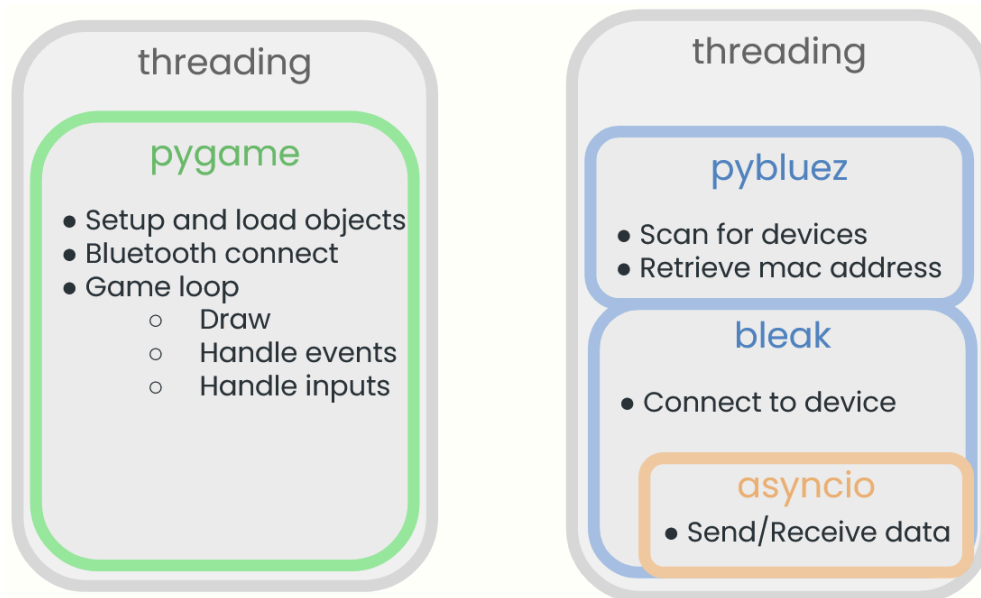 threading
pygame
● Setup and load objects
● Bluetooth connect
● Game loop
○ Draw
○ Handle events
○ Handle inputs
threading
pybluez
● Scan for devices
● Retrieve mac address
bleak
● Connect to device
asyncio
● Send/Receive data